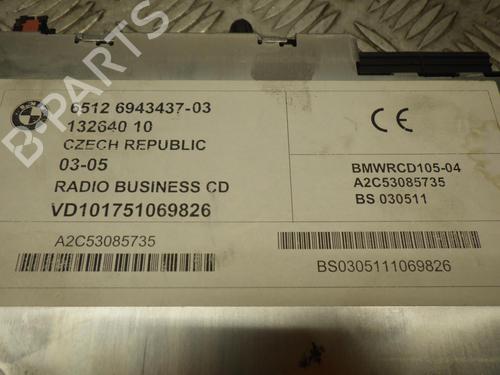 BMW
6512 6943437-03
132640 10
CZECH REPUBLIC
03-05
RADIO BUSINESS CD
VD101751069826
A2C53085735
CE
BMWRCD105-04
A2C53085735
BS 030511
BS0305111069826
B-PARTS